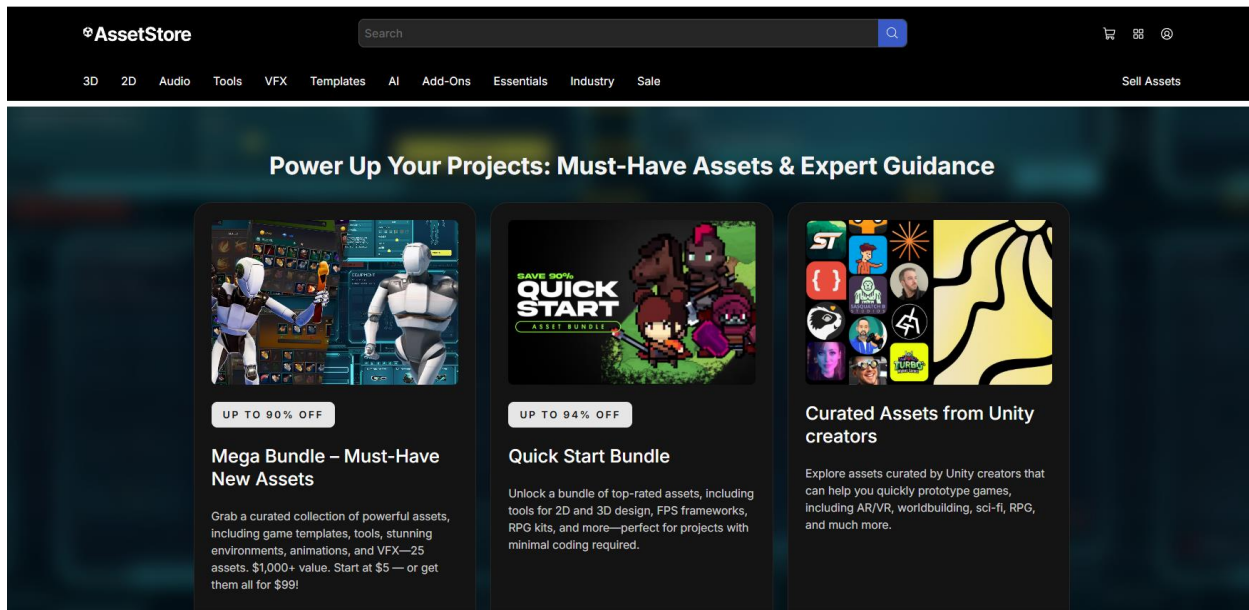 AssetStore
Search
3D 2D Audio Tools VFX Templates AI Add-Ons Essentials Industry Sale Sell Assets
Power Up Your Projects: Must-Have Assets & Expert Guidance
SAVE 90%
QUICK
START
ASSET BUNDLE
ST
SASQUATCH B
STUDIOS
TURBO
UP TO 90% OFF
Mega Bundle – Must-Have
New Assets
Grab a curated collection of powerful assets,
including game templates, tools, stunning
environments, animations, and VFX—25
assets. $1,000+ value. Start at $5 — or get
them all for $99!
UP TO 94% OFF
Quick Start Bundle
Unlock a bundle of top-rated assets, including
tools for 2D and 3D design, FPS frameworks,
RPG kits, and more—perfect for projects with
minimal coding required.
Curated Assets from Unity
creators
Explore assets curated by Unity creators that
can help you quickly prototype games,
including AR/VR, worldbuilding, sci-fi, RPG,
and much more.